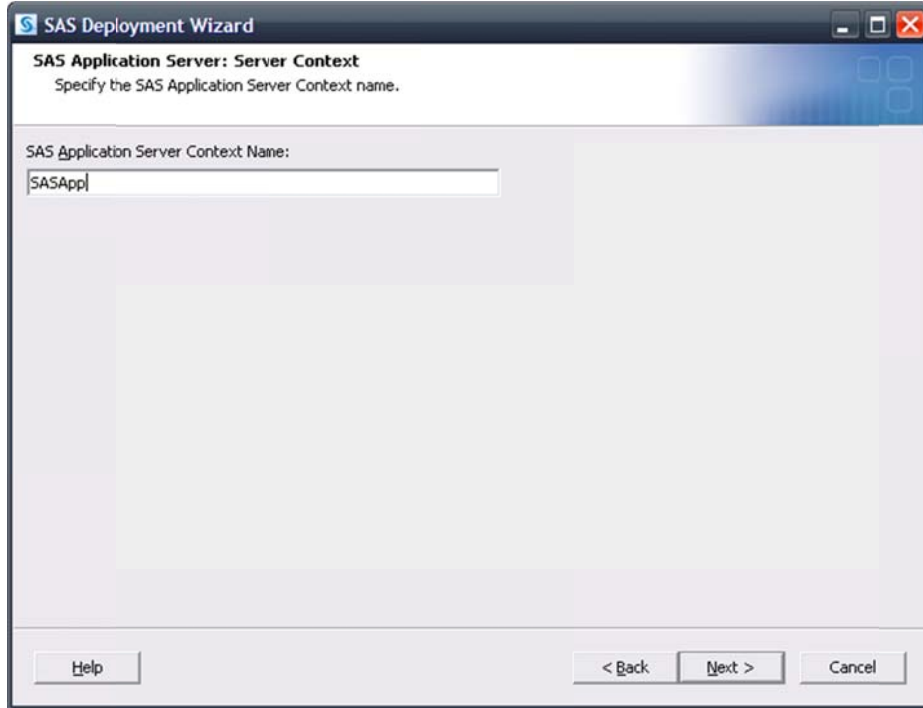 SAS Deployment Wizard
SAS Application Server: Server Context
Specify the SAS Application Server Context name.
SAS Application Server Context Name:
SASApp
Help
< Back
Next >
Cancel